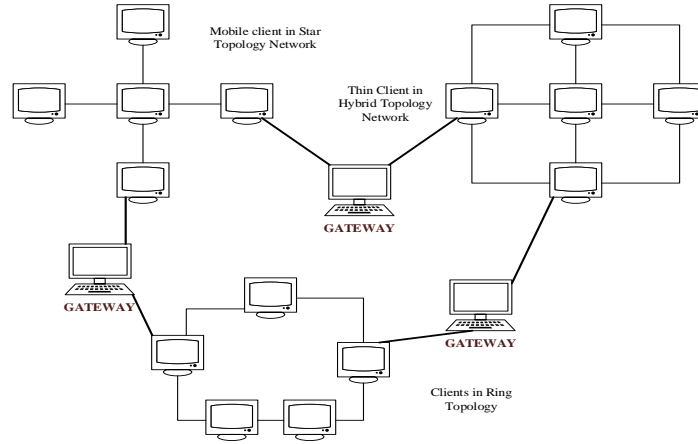 Mobile client in Star
Topology Network
Thin Client in
Hybrid Topology
Network
GATEWAY
GATEWAY
GATEWAY
Clients in Ring
Topology